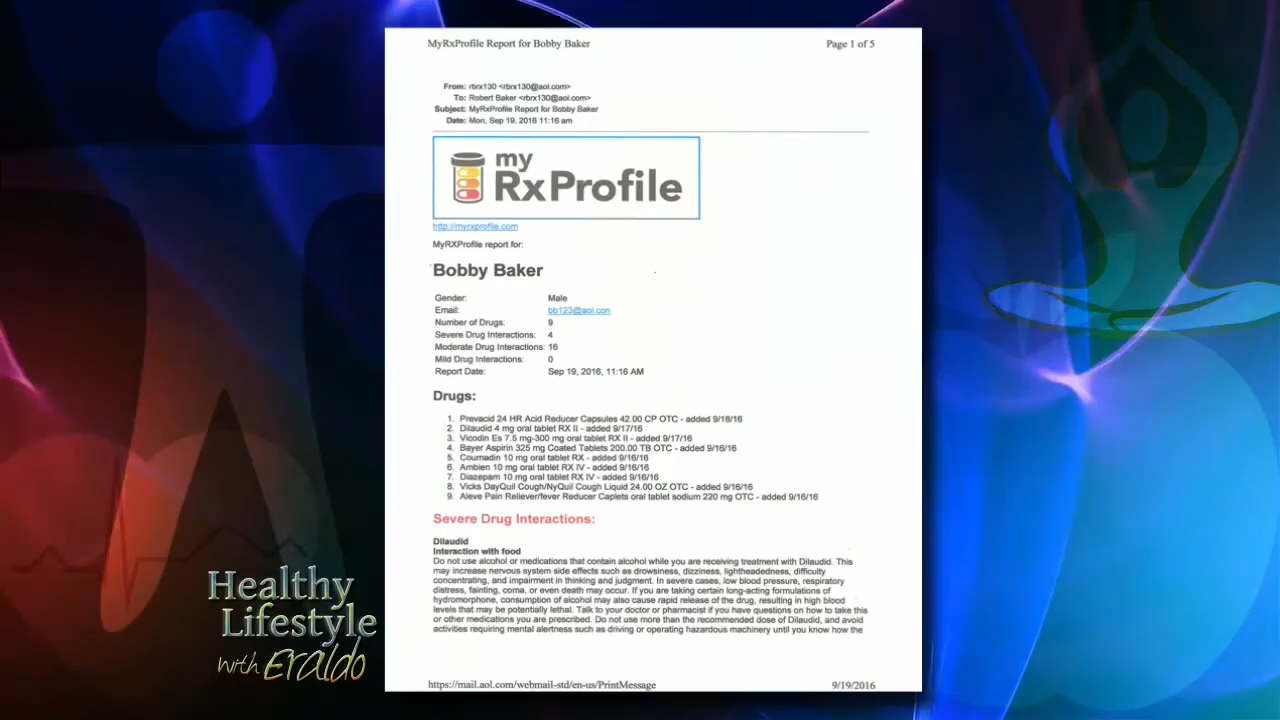 MyRxProfile Report for Bobby Baker Page 1 of 5
From: rbrx130 <rbrx130@aol.com>
To: Robert Baker <rbrx130@aol.com>
Subject: MyRxProfile Report for Bobby Baker
Date: Mon, Sep 19, 2016 11:16 am
my
RxProfile
http://myrxprofile.com
MyRXProfile report for:
Bobby Baker
Gender: Male
Email: bb123@aol.con
Number of Drugs: 9
Severe Drug Interactions: 4
Moderate Drug Interactions: 16
Mild Drug Interactions: 0
Report Date: Sep 19, 2016, 11:16 AM
Drugs:
1. Prevacid 24 HR Acid Reducer Capsules 42.00 CP OTC - added 9/18/16
2. Dilaudid 4 mg oral tablet RX II - added 9/17/16
3. Vicodin Es 7.5 mg-300 mg oral tablet RX II - added 9/17/16
4. Bayer Aspirin 325 mg Coated Tablets 200.00 TB OTC - added 9/16/16
5. Coumadin 10 mg oral tablet RX - added 9/16/16
6. Ambien 10 mg oral tablet RX IV - added 9/16/16
7. Diazepam 10 mg oral tablet RX IV - added 9/16/16
8. Vicks DayQuil Cough/NyQuil Cough Liquid 24.00 OZ OTC - added 9/16/16
9. Aleve Pain Reliever/fever Reducer Caplets oral tablet sodium 220 mg OTC - added 9/16/16
Severe Drug Interactions:
Dilaudid
Interaction with food
Do not use alcohol or medications that contain alcohol while you are receiving treatment with Dilaudid. This
may increase nervous system side effects such as drowsiness, dizziness, lightheadedness, difficulty
concentrating, and impairment in thinking and judgment. In severe cases, low blood pressure, respiratory
distress, fainting, coma, or even death may occur. If you are taking certain long-acting formulations of
hydromorphone, consumption of alcohol may also cause rapid release of the drug, resulting in high blood
levels that may be potentially lethal. Talk to your doctor or pharmacist if you have questions on how to take this
or other medications you are prescribed. Do not use more than the recommended dose of Dilaudid, and avoid
activities requiring mental alertness such as driving or operating hazardous machinery until you know how the
https://mail.aol.com/webmail-std/en-us/PrintMessage 9/19/2016
Healthy
Lifestyle
with Eraldo